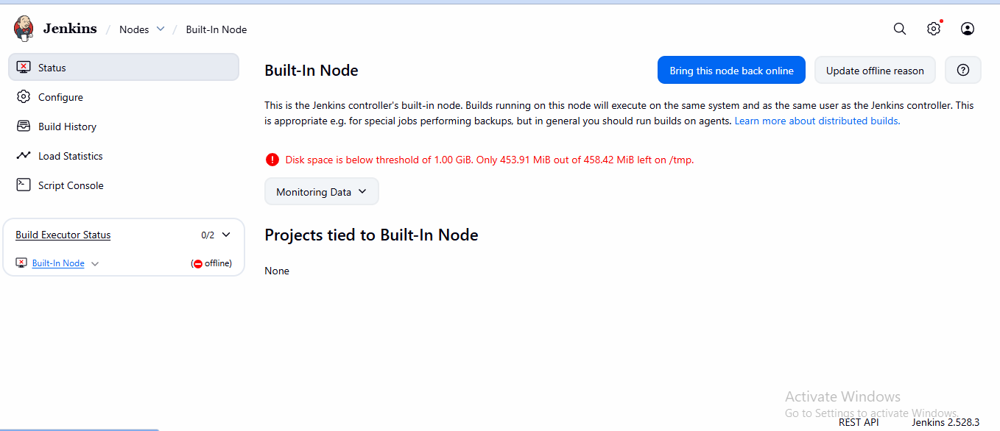 Jenkins / Nodes / Built-In Node
Status
Configure
Build History
Load Statistics
Script Console
Build Executor Status 0/2
Built-In Node (offline)
Built-In Node
Bring this node back online
Update offline reason
This is the Jenkins controller's built-in node. Builds running on this node will execute on the same system and as the same user as the Jenkins controller. This
is appropriate e.g. for special jobs performing backups, but in general you should run builds on agents. Learn more about distributed builds.
Disk space is below threshold of 1.00 GiB. Only 453.91 MiB out of 458.42 MiB left on /tmp.
Monitoring Data
Projects tied to Built-In Node
None
Activate Windows
Go to Settings to activate Windows.
REST API Jenkins 2.528.3